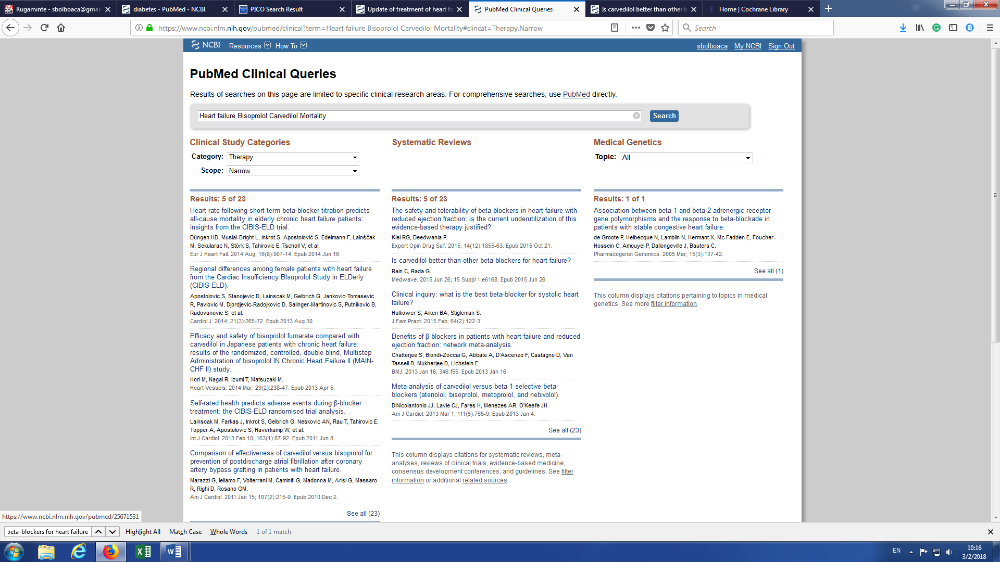 Rugaminte - sbolboaca@gmai
diabetes - PubMed - NCBI
PICO Search Result
Update of treatment of heart fa
PubMed Clinical Queries
Is carvedilol better than other b
Home | Cochrane Library
https://www.ncbi.nlm.nih.gov/pubmed/clinical?term=Heart failure Bisoprolol Carvedilol Mortality#clincat=Therapy,Narrow
Search
NCBI Resources How To
sbolboaca My NCBI Sign Out
PubMed Clinical Queries
Results of searches on this page are limited to specific clinical research areas. For comprehensive searches, use PubMed directly.
Heart failure Bisoprolol Carvedilol Mortality
Search
Clinical Study Categories
Category: Therapy
Scope: Narrow
Results: 5 of 23
Heart rate following short-term beta-blocker titration predicts
all-cause mortality in elderly chronic heart failure patients:
insights from the CIBIS-ELD trial.
Düngen HD, Musial-Bright L, Inkrot S, Apostolović S, Edelmann F, Lainščak
M, Sekularac N, Störk S, Tahirovic E, Tscholl V, et al.
Eur J Heart Fail. 2014 Aug; 16(8):907-14. Epub 2014 Jun 16.
Regional differences among female patients with heart failure
from the Cardiac Insufficiency BIsoprolol Study in ELDerly
(CIBIS-ELD).
Apostolovic S, Stanojevic D, Lainscak M, Gelbrich G, Jankovic-Tomasevic
R, Pavlovic M, Djordjevic-Radojkovic D, Salinger-Martinovic S, Putnikovic B,
Radovanovic S, et al.
Cardiol J. 2014; 21(3):265-72. Epub 2013 Aug 30.
Efficacy and safety of bisoprolol fumarate compared with
carvedilol in Japanese patients with chronic heart failure:
results of the randomized, controlled, double-blind, Multistep
Administration of bisoprolol IN Chronic Heart Failure II (MAIN-
CHF II) study.
Hori M, Nagai R, Izumi T, Matsuzaki M.
Heart Vessels. 2014 Mar; 29(2):238-47. Epub 2013 Apr 5.
Self-rated health predicts adverse events during β-blocker
treatment: the CIBIS-ELD randomised trial analysis.
Lainscak M, Farkas J, Inkrot S, Gelbrich G, Neskovic AN, Rau T, Tahirovic E,
Töpper A, Apostolovic S, Haverkamp W, et al.
Int J Cardiol. 2013 Feb 10; 163(1):87-92. Epub 2011 Jun 8.
Comparison of effectiveness of carvedilol versus bisoprolol for
prevention of postdischarge atrial fibrillation after coronary
artery bypass grafting in patients with heart failure.
Marazzi G, Iellamo F, Volterrani M, Caminiti G, Madonna M, Arisi G, Massaro
R, Righi D, Rosano GM.
Am J Cardiol. 2011 Jan 15; 107(2):215-9. Epub 2010 Dec 2.
See all (23)
Systematic Reviews
Results: 5 of 23
The safety and tolerability of beta blockers in heart failure with
reduced ejection fraction: is the current underutilization of this
evidence-based therapy justified?
Kiel RG, Deedwania P.
Expert Opin Drug Saf. 2015; 14(12):1855-63. Epub 2015 Oct 21.
Is carvedilol better than other beta-blockers for heart failure?
Rain C, Rada G.
Medwave. 2015 Jun 26; 15 Suppl 1:e6168. Epub 2015 Jun 26.
Clinical inquiry: what is the best beta-blocker for systolic heart
failure?
Hulkower S, Aiken BA, Stigleman S.
J Fam Pract. 2015 Feb; 64(2):122-3.
Benefits of β blockers in patients with heart failure and reduced
ejection fraction: network meta-analysis.
Chatterjee S, Biondi-Zoccai G, Abbate A, D'Ascenzo F, Castagno D, Van
Tassell B, Mukherjee D, Lichstein E.
BMJ. 2013 Jan 16; 346:f55. Epub 2013 Jan 16.
Meta-analysis of carvedilol versus beta 1 selective beta-
blockers (atenolol, bisoprolol, metoprolol, and nebivolol).
DiNicolantonio JJ, Lavie CJ, Fares H, Menezes AR, O'Keefe JH.
Am J Cardiol. 2013 Mar 1; 111(5):765-9. Epub 2013 Jan 4.
See all (23)
This column displays citations for systematic reviews, meta-
analyses, reviews of clinical trials, evidence-based medicine,
consensus development conferences, and guidelines. See filter
information or additional related sources.
Medical Genetics
Topic: All
Results: 1 of 1
Association between beta-1 and beta-2 adrenergic receptor
gene polymorphisms and the response to beta-blockade in
patients with stable congestive heart failure.
de Groote P, Helbecque N, Lamblin N, Hermant X, Mc Fadden E, Foucher-
Hossein C, Amouyel P, Dallongeville J, Bauters C.
Pharmacogenet Genomics. 2005 Mar; 15(3):137-42.
See all (1)
This column displays citations pertaining to topics in medical
genetics. See more filter information.
https://www.ncbi.nlm.nih.gov/pubmed/25671531
beta-blockers for heart failure
Highlight All Match Case Whole Words 1 of 1 match
EN
10:16
3/2/2018